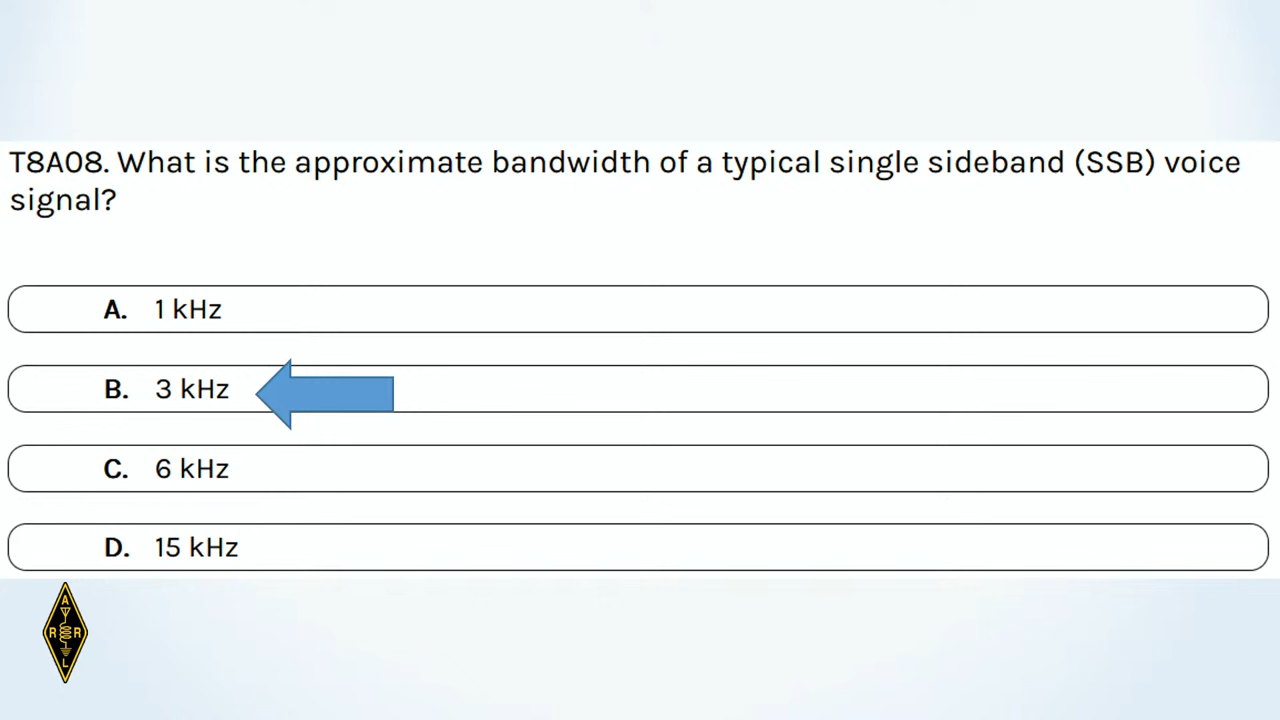 T8A08. What is the approximate bandwidth of a typical single sideband (SSB) voice
signal?
A. 1 kHz
B. 3 kHz
C. 6 kHz
D. 15 kHz
A
R R
L